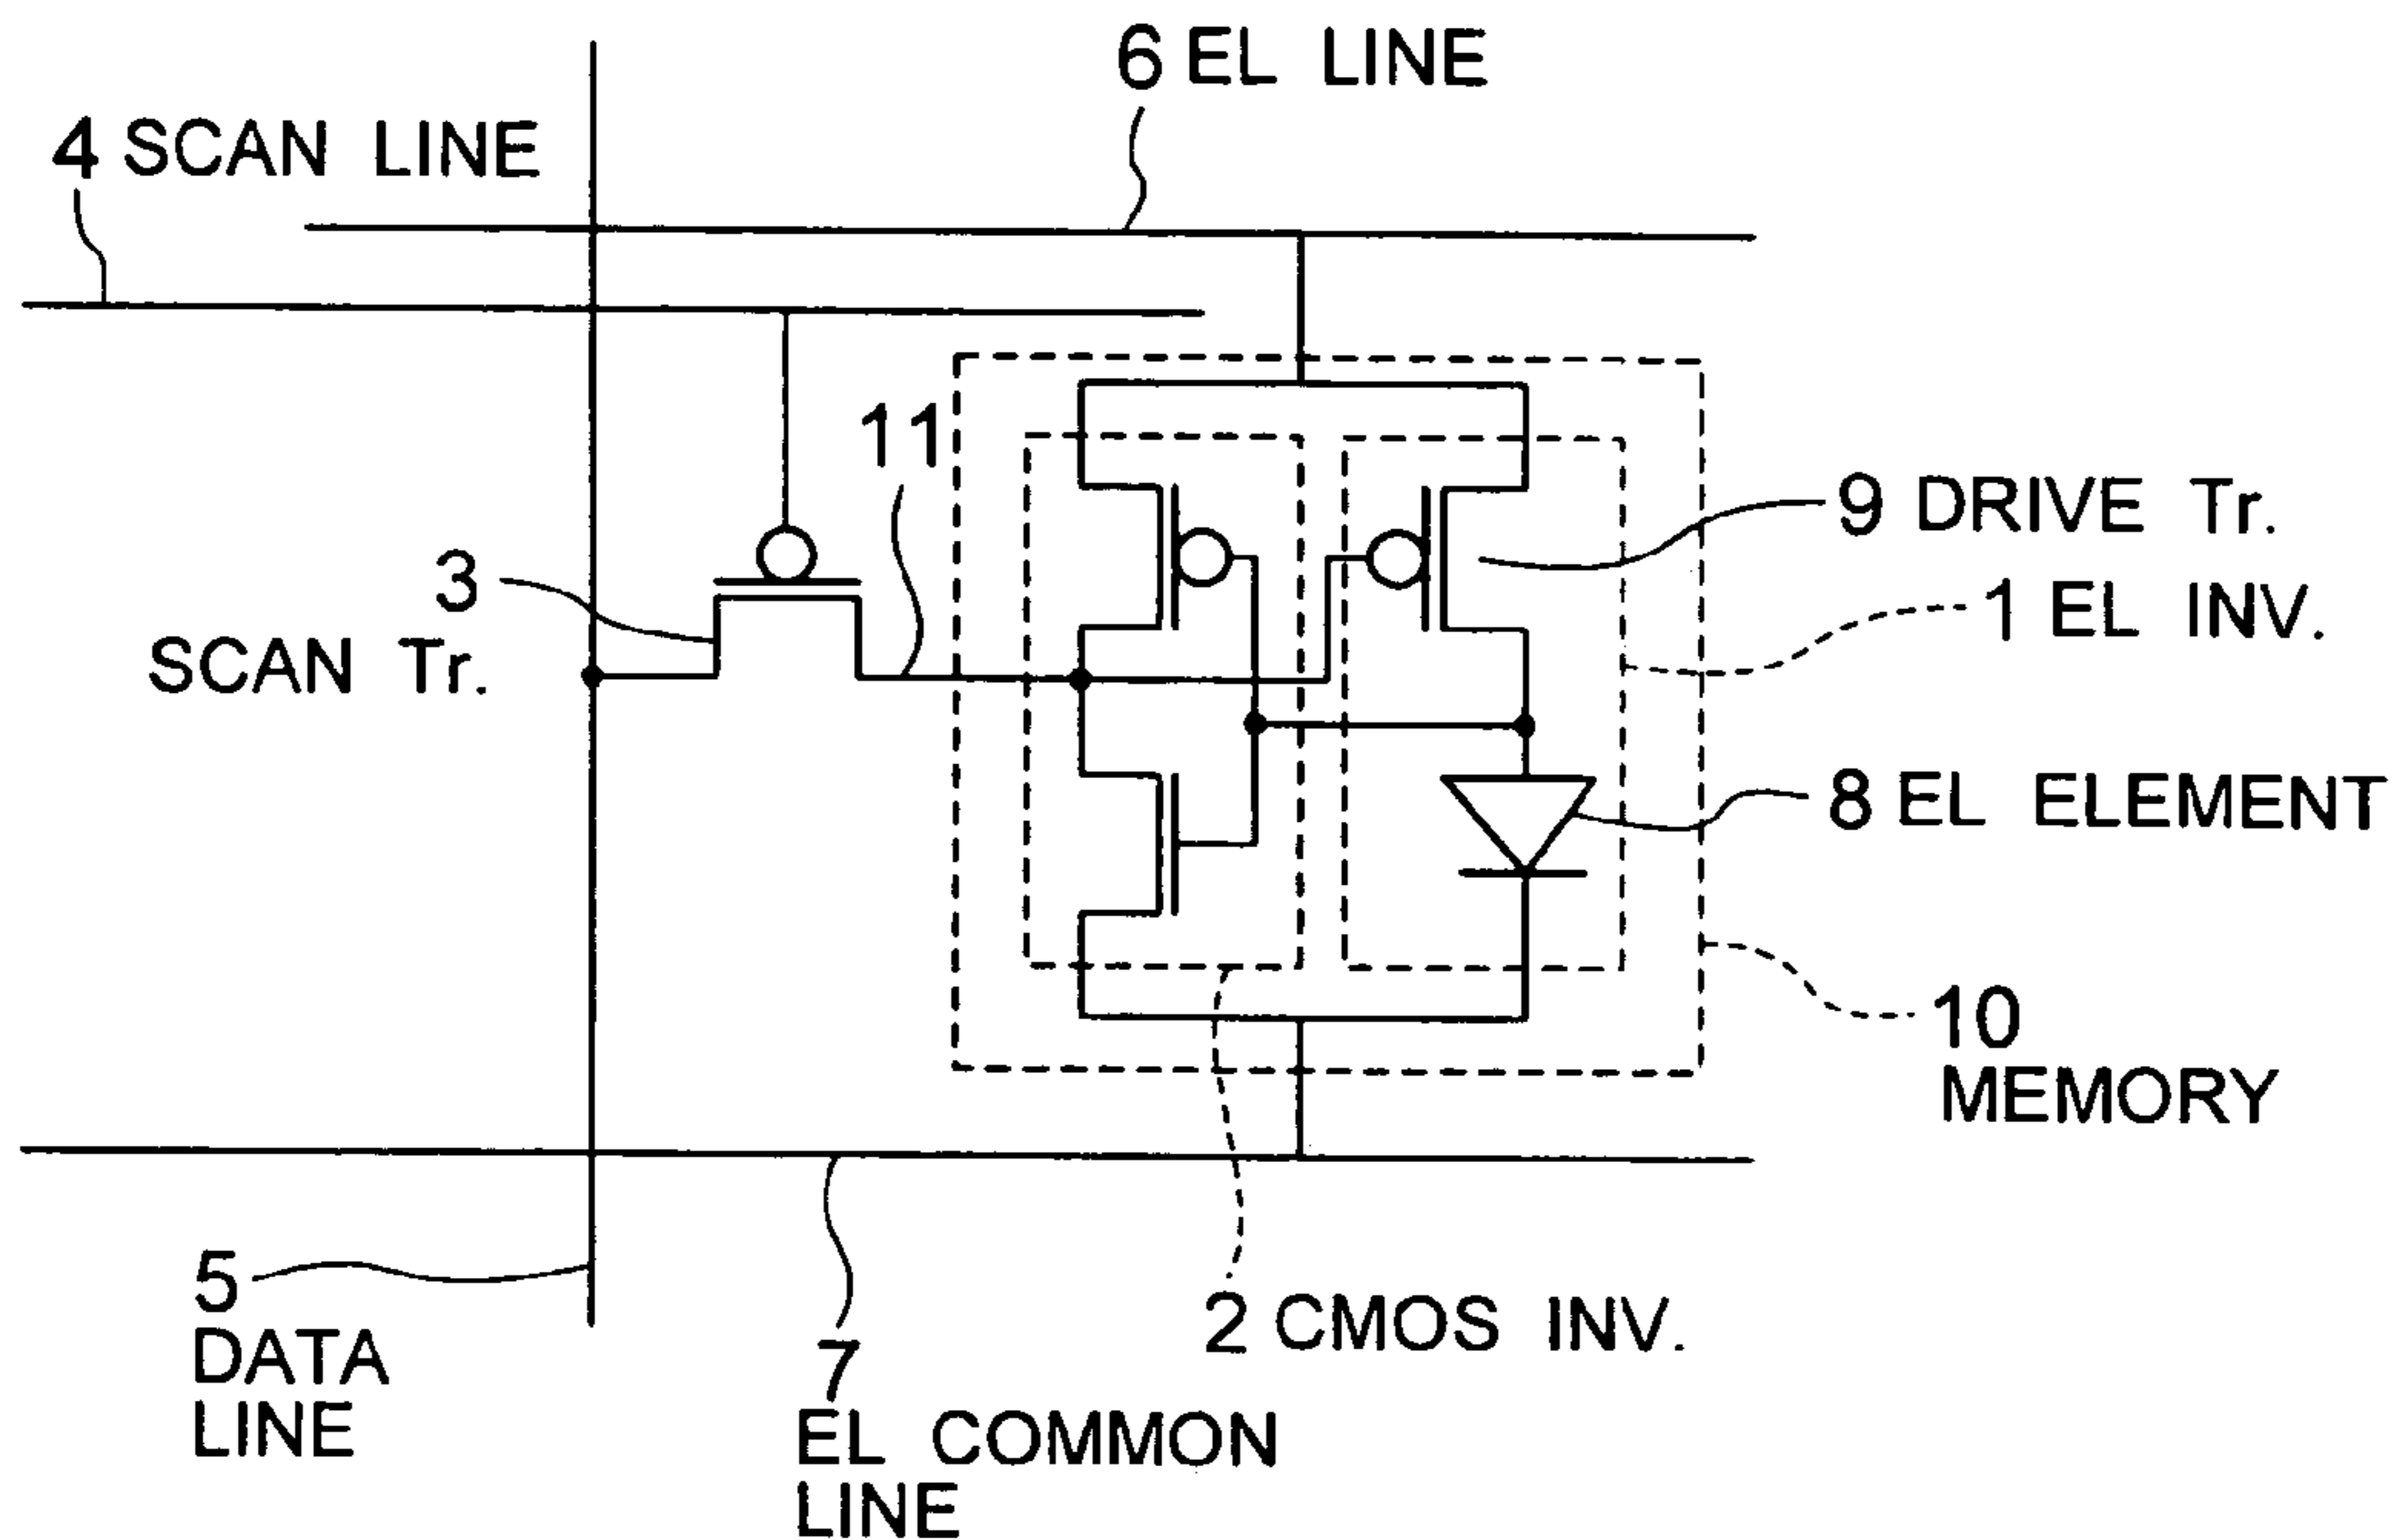 6 EL LINE
4 SCAN LINE
11
9 DRIVE Tr.
3
SCAN Tr.
1 EL INV.
8 EL ELEMENT
10
MEMORY
5
DATA
LINE
2 CMOS INV.
7
EL COMMON
LINE